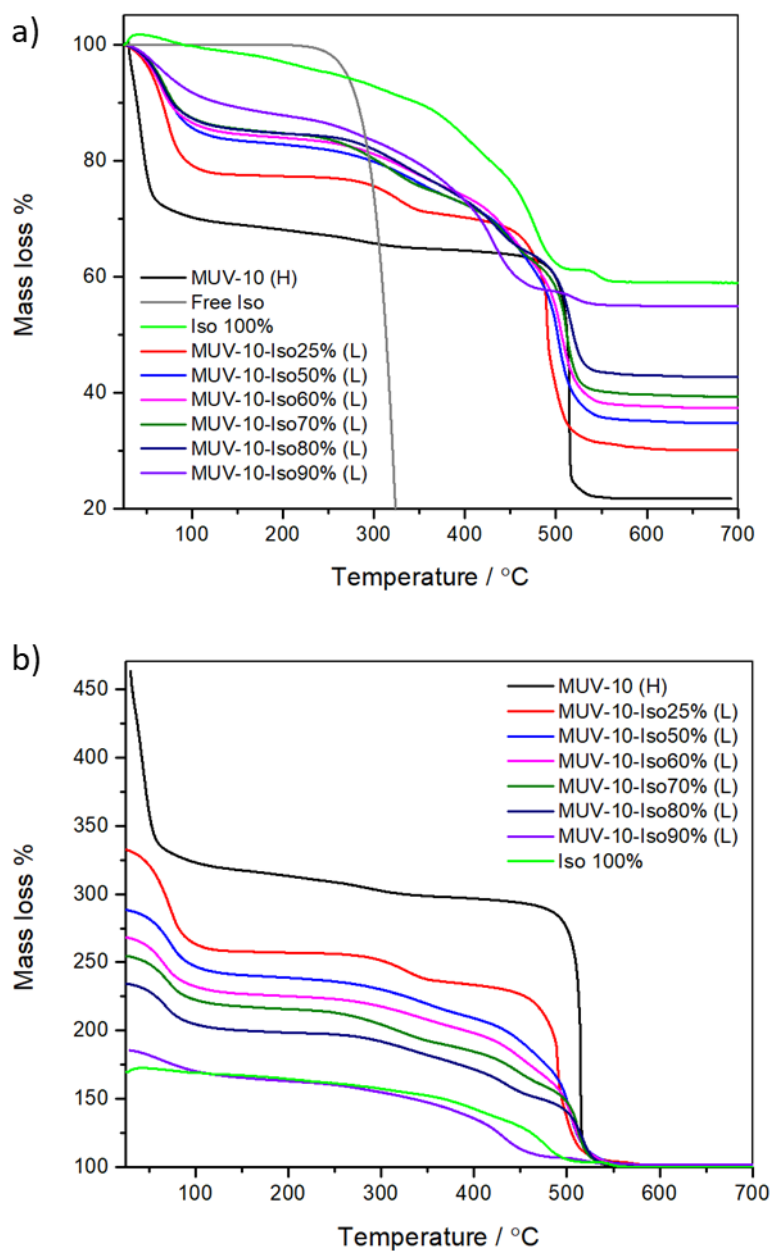 a)
100
80
60
40
20
Mass loss %
MUV-10 (H)
Free Iso
Iso 100%
MUV-10-Iso25% (L)
MUV-10-Iso50% (L)
MUV-10-Iso60% (L)
MUV-10-Iso70% (L)
MUV-10-Iso80% (L)
MUV-10-Iso90% (L)
100 200 300 400 500 600 700
Temperature / °C
b)
450
400
350
300
250
200
150
100
Mass loss %
MUV-10 (H)
MUV-10-Iso25% (L)
MUV-10-Iso50% (L)
MUV-10-Iso60% (L)
MUV-10-Iso70% (L)
MUV-10-Iso80% (L)
MUV-10-Iso90% (L)
Iso 100%
100 200 300 400 500 600 700
Temperature / °C